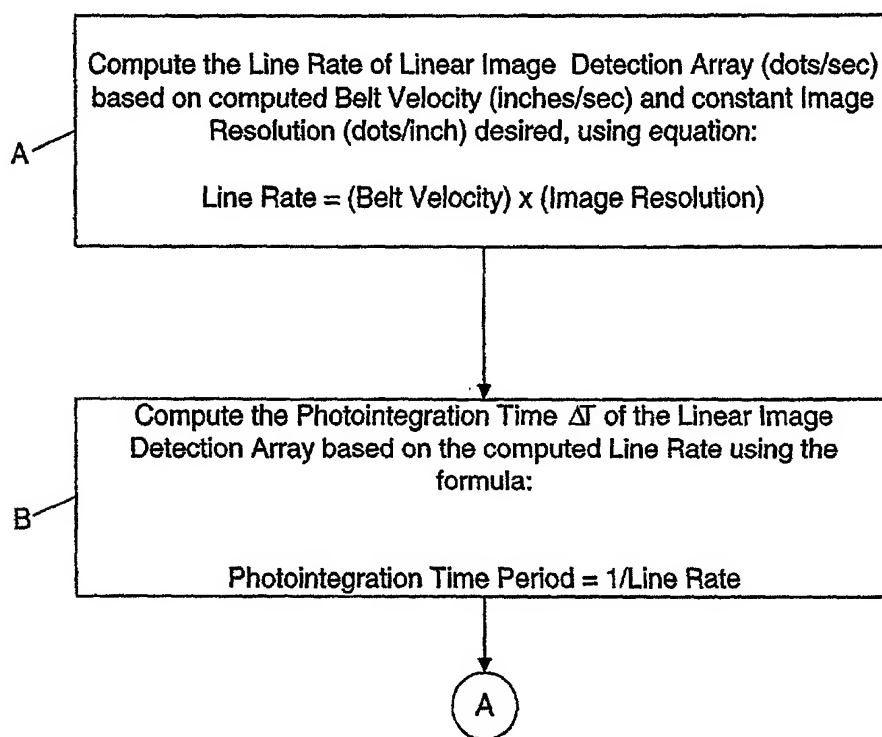 Compute the Line Rate of Linear Image Detection Array (dots/sec)
based on computed Belt Velocity (inches/sec) and constant Image
Resolution (dots/inch) desired, using equation:
Line Rate = (Belt Velocity) x (Image Resolution)
A
Compute the Photointegration Time ΔT of the Linear Image
Detection Array based on the computed Line Rate using the
formula:
Photointegration Time Period = 1/Line Rate
B
A